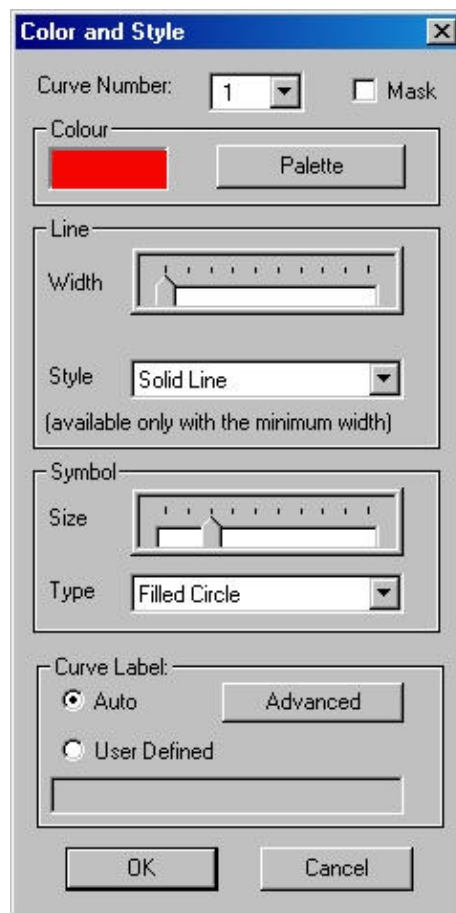 Color and Style
Curve Number: 1 Mask
Colour
Palette
Line
Width
Style Solid Line
(available only with the minimum width)
Symbol
Size
Type Filled Circle
Curve Label:
Auto Advanced
User Defined
OK Cancel